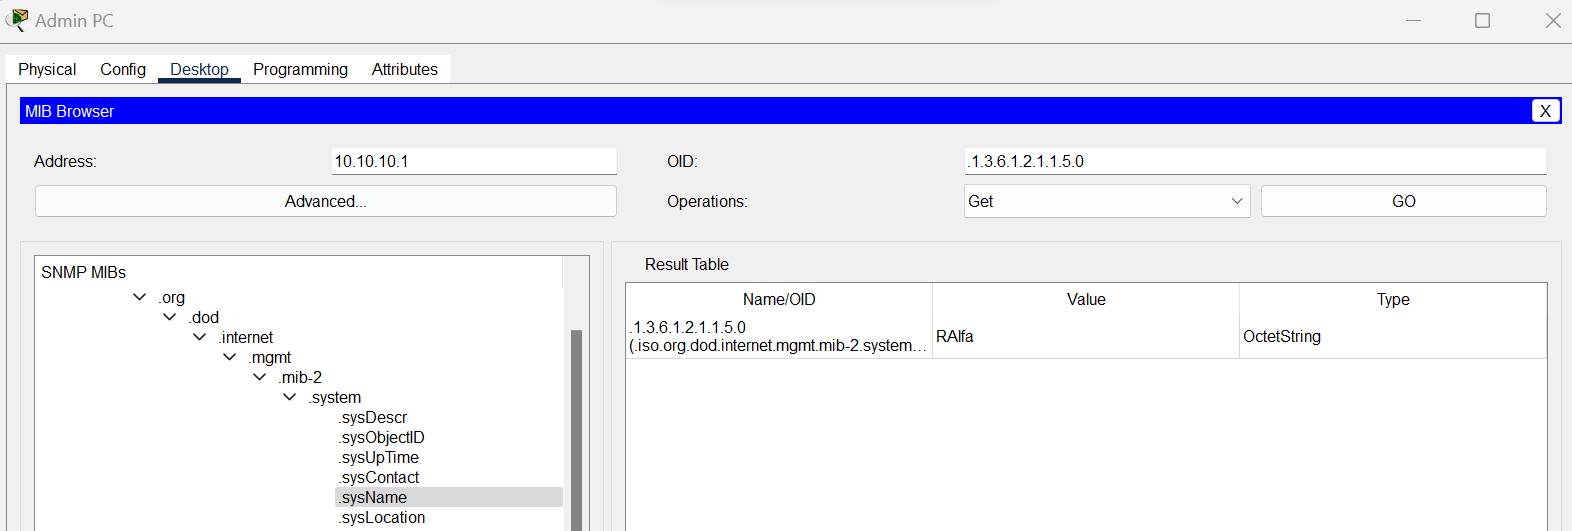 Admin PC
Physical Config Desktop Programming Attributes
MIB Browser X
Address: 10.10.10.1 OID: .1.3.6.1.2.1.1.5.0
Advanced... Operations: Get GO
SNMP MIBs
.org
.dod
.internet
.mgmt
.mib-2
.system
.sysDescr
.sysObjectID
.sysUpTime
.sysContact
.sysName
.sysLocation
Result Table
Name/OID Value Type
.1.3.6.1.2.1.1.5.0
(.iso.org.dod.internet.mgmt.mib-2.system... RAlfa OctetString